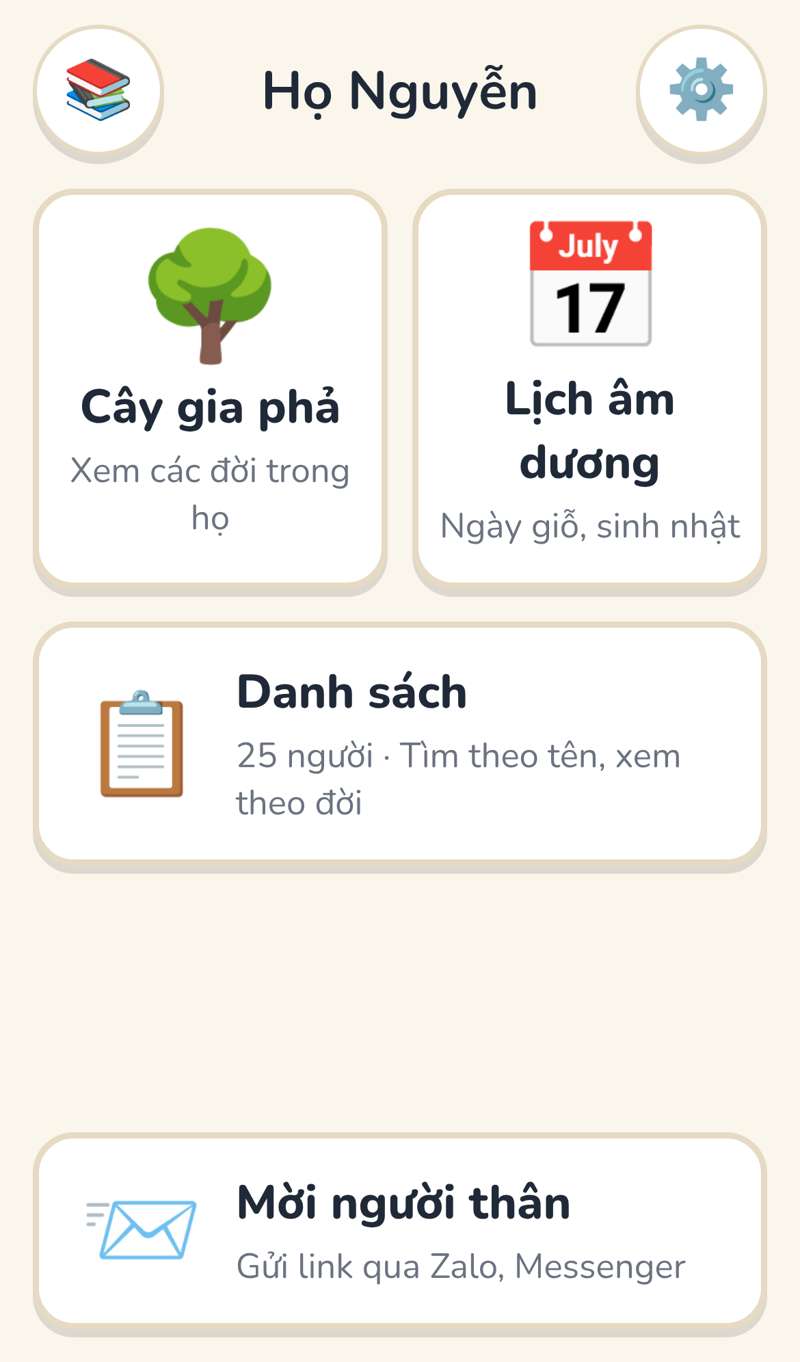 Họ Nguyễn
Cây gia phả
Xem các đời trong
họ
July
17
Lịch âm
dương
Ngày giỗ, sinh nhật
Danh sách
25 người · Tìm theo tên, xem
theo đời
Mời người thân
Gửi link qua Zalo, Messenger